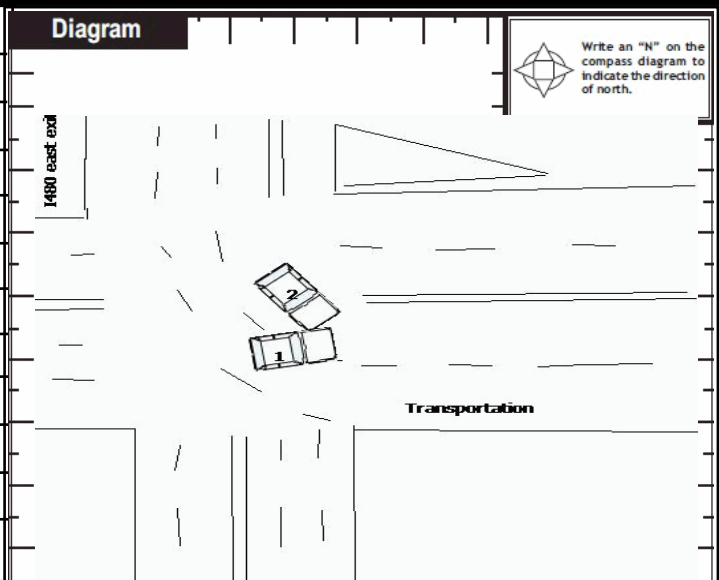 Diagram
Write an “N” on the
compass diagram to
indicate the direction
of north.
I480 east exit
2
1
Transportation